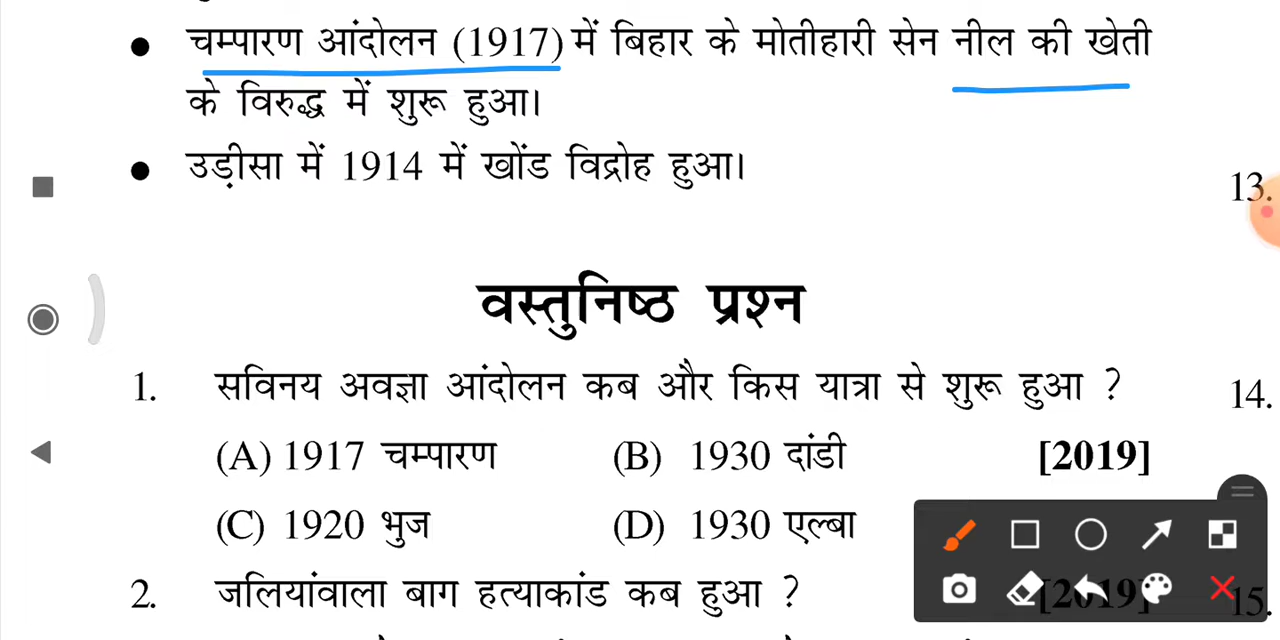 • चम्पारण आंदोलन (1917) में बिहार के मोतीहारी सेन नील की खेती
के विरुद्ध में शुरू हुआ।
• उड़ीसा में 1914 में खोंड विद्रोह हुआ।
13.
वस्तुनिष्ठ प्रश्न
1. सविनय अवज्ञा आंदोलन कब और किस यात्रा से शुरू हुआ ?
14.
(A) 1917 चम्पारण (B) 1930 दांडी [2019]
(C) 1920 भुज (D) 1930 एल्बा
2. जलियांवाला बाग हत्याकांड कब हुआ ? [2019]
15.